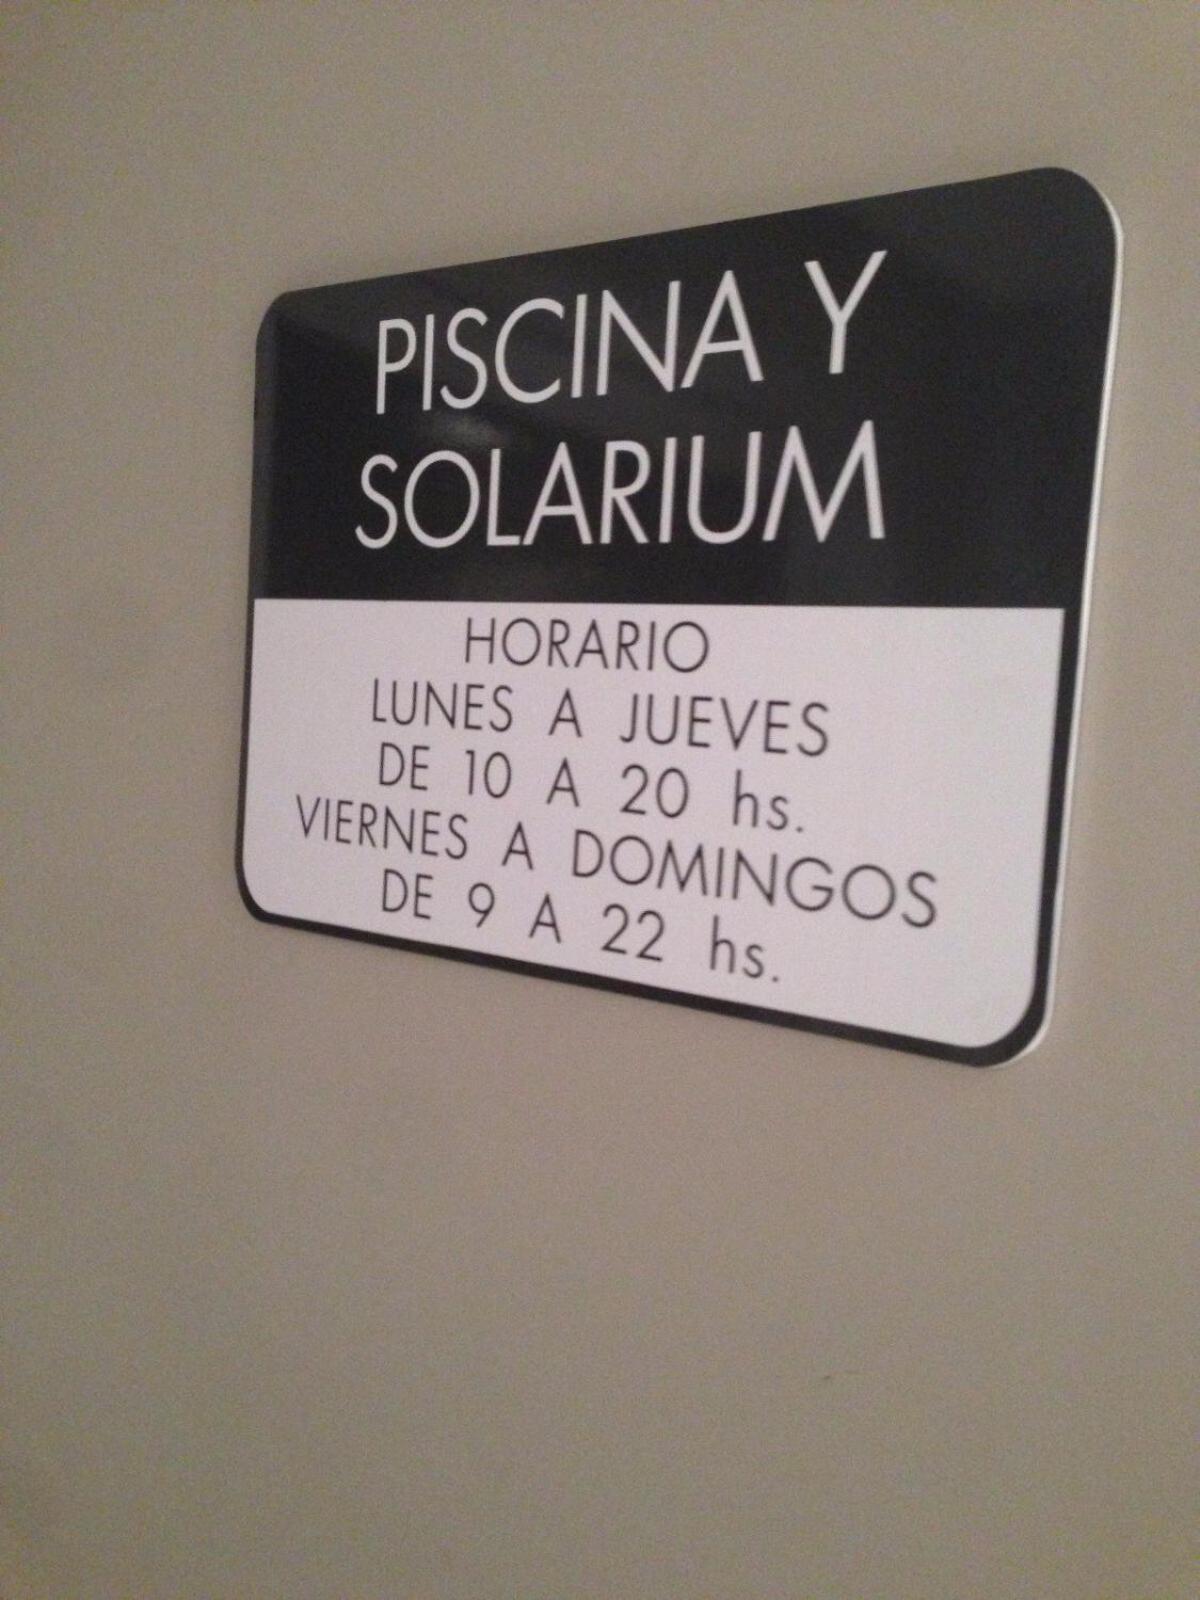 PISCINA Y
SOLARIUM
HORARIO
LUNES A JUEVES
DE 10 A 20 hs.
VIERNES A DOMINGOS
DE 9 A 22 hs.